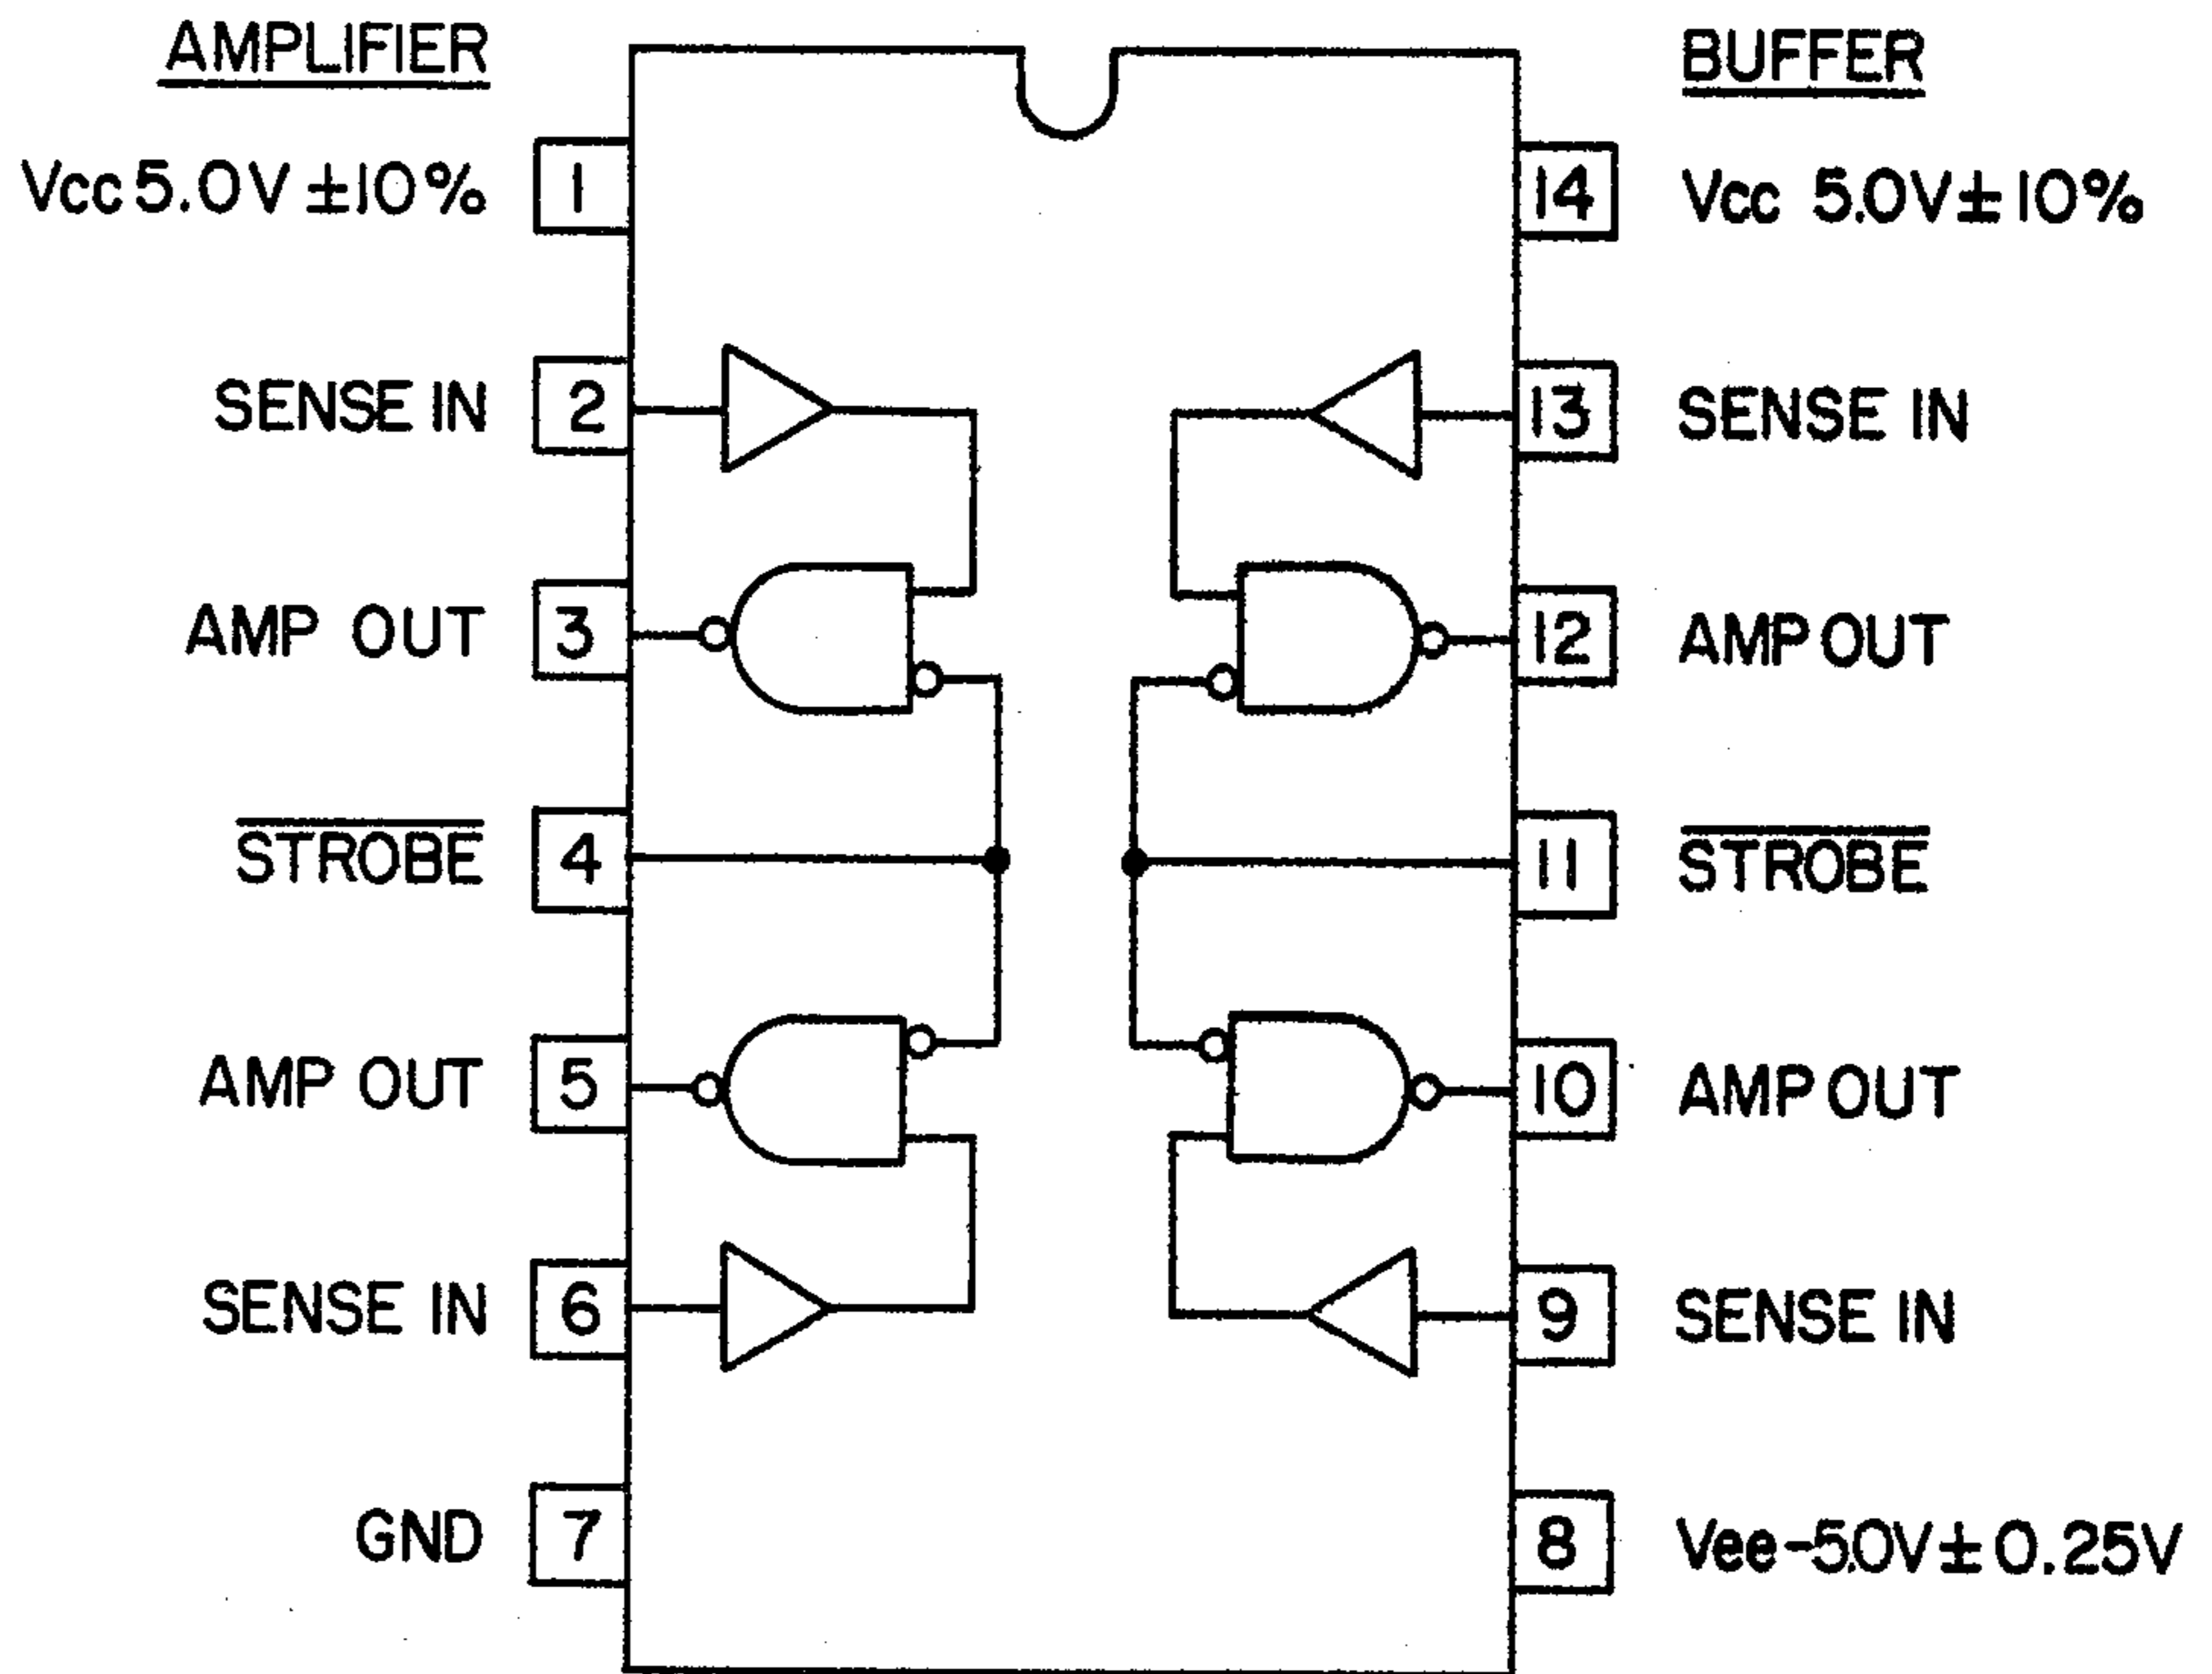 AMPLIFIER
BUFFER
Vcc 5.0V ±10% 1
14 Vcc 5.0V±10%
SENSE IN 2
13 SENSE IN
AMP OUT 3
12 AMP OUT
STROBE 4
11 STROBE
AMP OUT 5
10 AMP OUT
SENSE IN 6
9 SENSE IN
GND 7
8 Vee-5.0V±0.25V